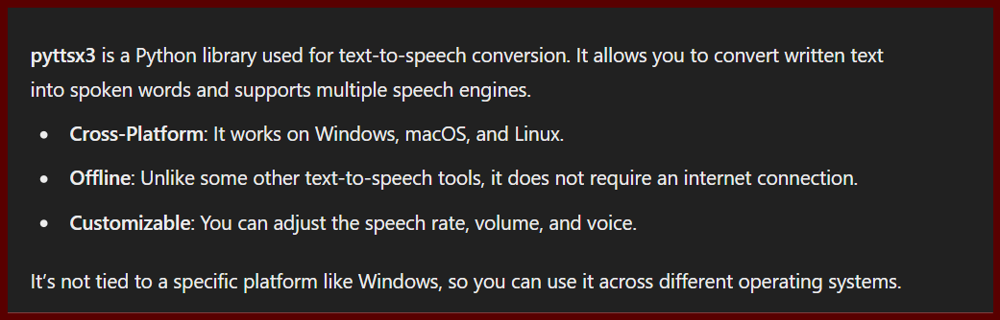 pyttsx3 is a Python library used for text-to-speech conversion. It allows you to convert written text
into spoken words and supports multiple speech engines.
• Cross-Platform: It works on Windows, macOS, and Linux.
• Offline: Unlike some other text-to-speech tools, it does not require an internet connection.
• Customizable: You can adjust the speech rate, volume, and voice.
It’s not tied to a specific platform like Windows, so you can use it across different operating systems.